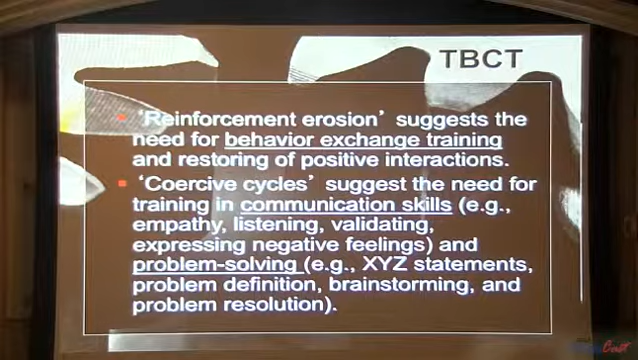 TBCT
'Reinforcement erosion' suggests the
need for behavior exchange training
and restoring of positive interactions.
'Coercive cycles' suggest the need for
training in communication skills (e.g.,
empathy, listening, validating,
expressing negative feelings) and
problem-solving (e.g., XYZ statements,
problem definition, brainstorming, and
problem resolution).